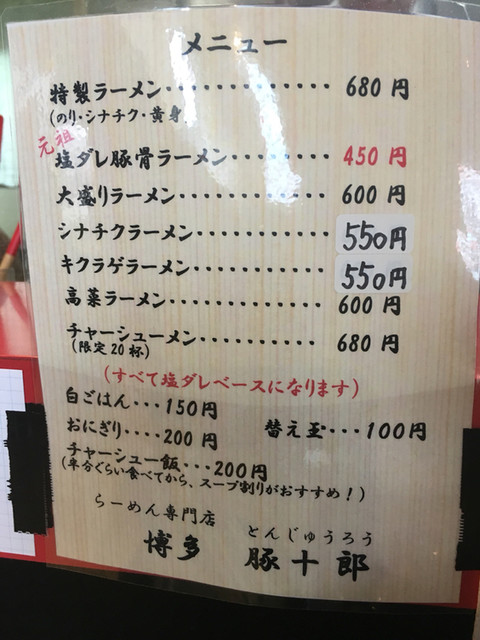 メニュー
特製ラーメン・・・・・・・・・・・・・680円
(のり・シナチク・黄身
元祖
塩ダレ豚骨ラーメン・・・・・・・・450円
大盛りラーメン・・・・・・・・・・・・600円
シナチクラーメン・・・・・・・・・・・550円
キクラゲラーメン・・・・・・・・・・・550円
高菜ラーメン・・・・・・・・・・・・・600円
チャーシューメン・・・・・・・・・・680円
(限定20杯)
(すべて塩ダレベースになります)
白ごはん・・・150円
おにぎり・・・・200円 替え玉・・・100円
チャーシュー飯・・・200円
(半分ぐらい食べてから、スープ割りがおすすめ!)
らーめん専門店
とんじゅうろう
博多 豚十郎